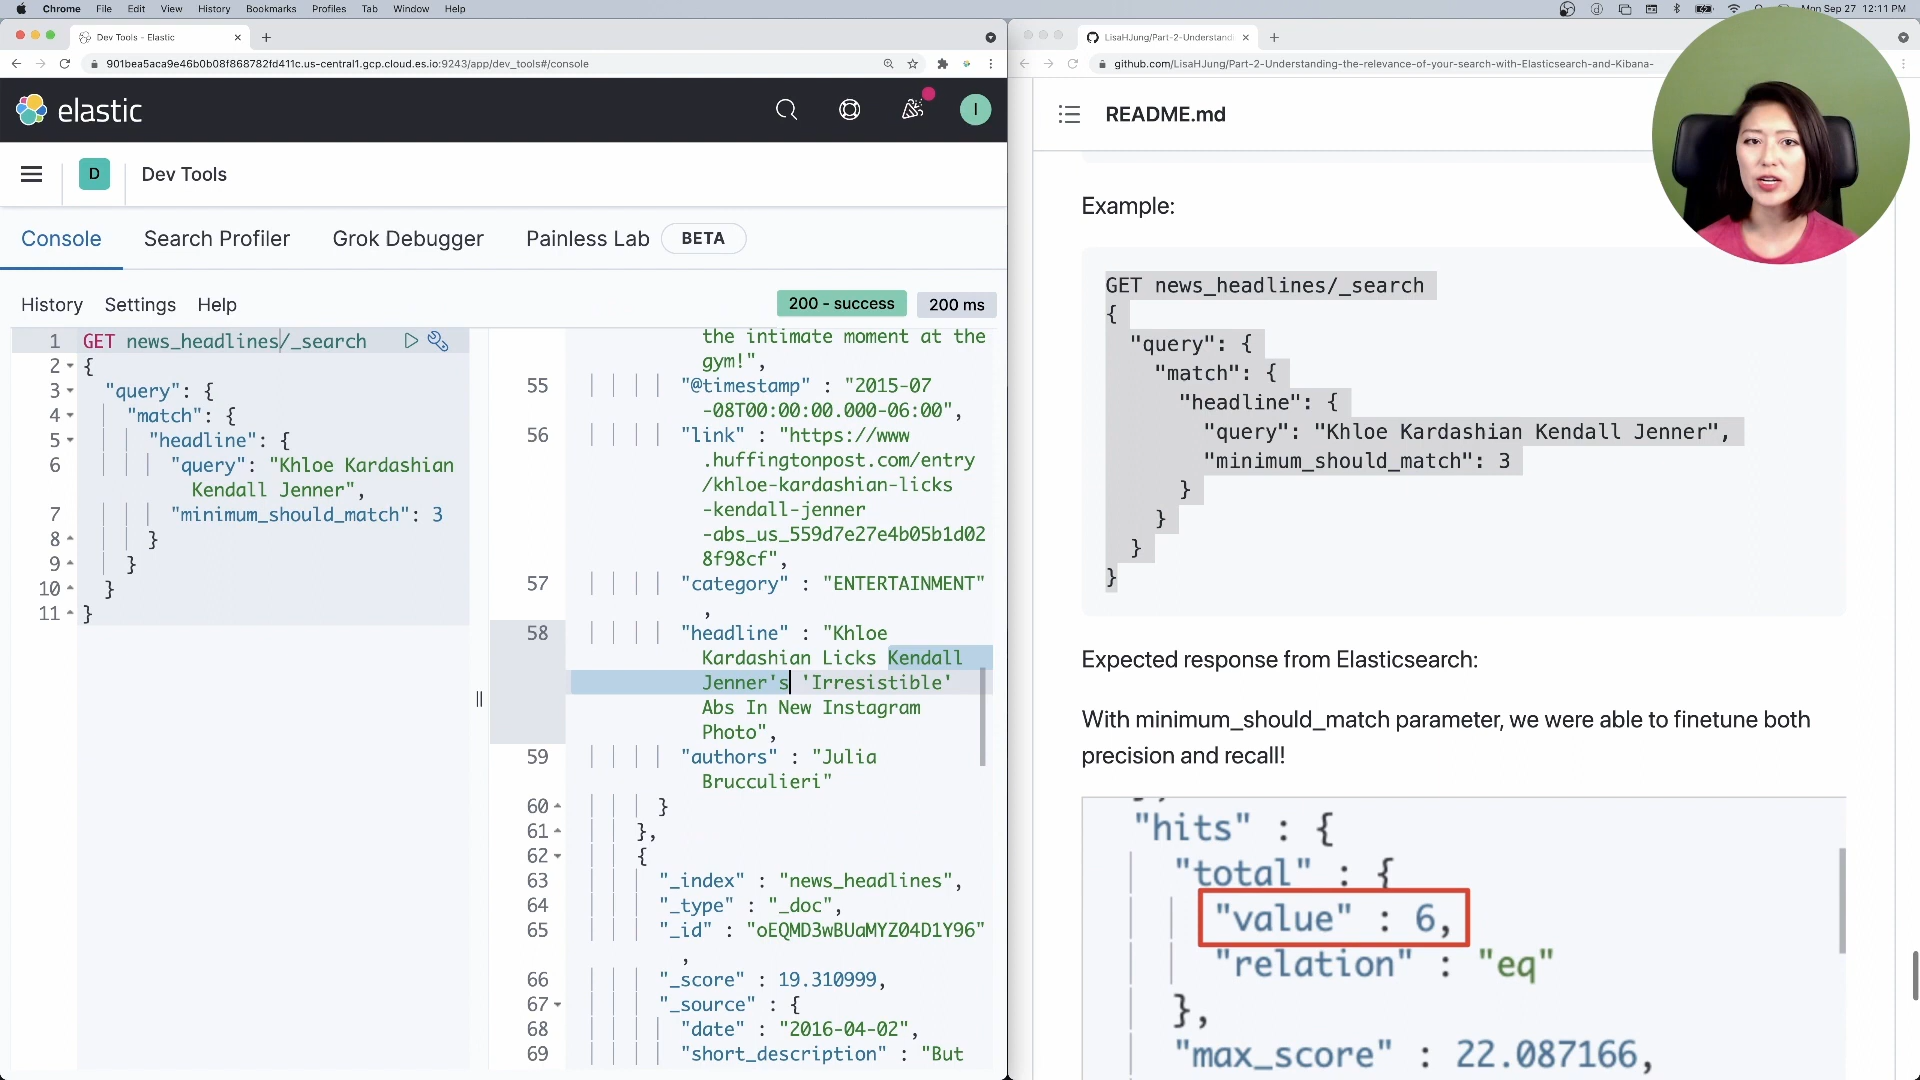 Chrome File Edit View History Bookmarks Profiles Tab Window Help
Mon Sep 27 12:11 PM
Dev Tools - Elastic
901bea5aca9e46b0b08f868782fd411c.us-central1.gcp.cloud.es.io:9243/app/dev_tools#/console
elastic
I
D
Dev Tools
Console Search Profiler Grok Debugger Painless Lab BETA
History Settings Help
200 - success 200 ms
1 GET news_headlines/_search
2 {
3 "query": {
4 "match": {
5 "headline": {
6 "query": "Khloe Kardashian
Kendall Jenner",
7 "minimum_should_match": 3
8 }
9 }
10 }
11 }
the intimate moment at the
gym!",
55 "@timestamp" : "2015-07
-08T00:00:00.000-06:00",
56 "link" : "https://www
.huffingtonpost.com/entry
/khloe-kardashian-licks
-kendall-jenner
-abs_us_559d7e27e4b05b1d02
8f98cf",
57 "category" : "ENTERTAINMENT"
,
58 "headline" : "Khloe
Kardashian Licks Kendall
Jenner's 'Irresistible'
Abs In New Instagram
Photo",
59 "authors" : "Julia
Brucculieri"
60 }
61 },
62 {
63 "_index" : "news_headlines",
64 "_type" : "_doc",
65 "_id" : "oEQMD3wBUaMYZ04D1Y96"
,
66 "_score" : 19.310999,
67 "_source" : {
68 "date" : "2016-04-02",
69 "short_description" : "But
LisaHJung/Part-2-Understandi
github.com/LisaHJung/Part-2-Understanding-the-relevance-of-your-search-with-Elasticsearch-and-Kibana-
README.md
Example:
GET news_headlines/_search
{
"query": {
"match": {
"headline": {
"query": "Khloe Kardashian Kendall Jenner",
"minimum_should_match": 3
}
}
}
}
Expected response from Elasticsearch:
With minimum_should_match parameter, we were able to finetune both
precision and recall!
"hits" : {
"total" : {
"value" : 6,
"relation" : "eq"
},
"max_score" : 22.087166,